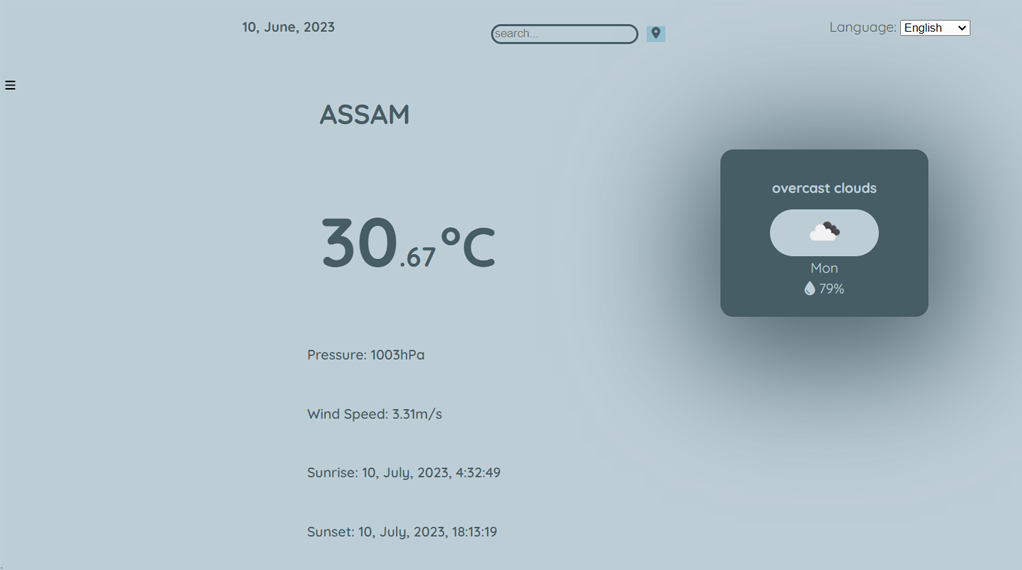 10, June, 2023
search...
Language: English
ASSAM
30.67°C
overcast clouds
Mon
79%
Pressure: 1003hPa
Wind Speed: 3.31m/s
Sunrise: 10, July, 2023, 4:32:49
Sunset: 10, July, 2023, 18:13:19